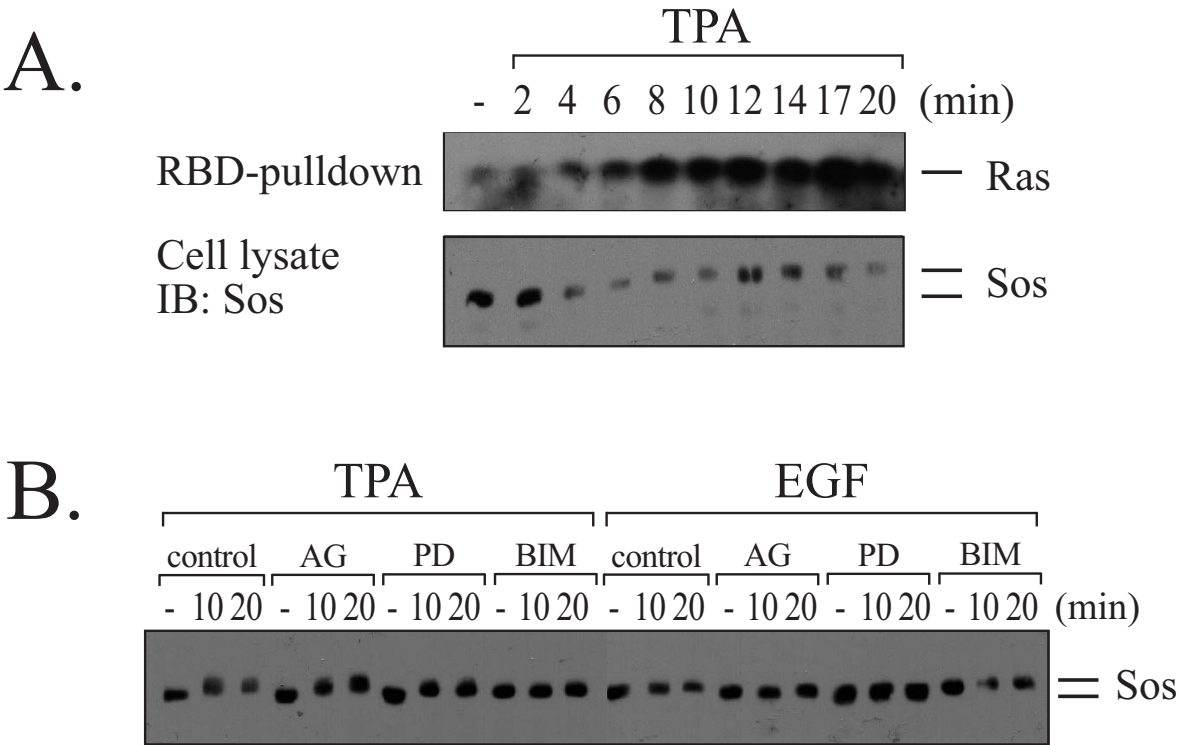 A.
TPA
- 2 4 6 8 10 12 14 17 20 (min)
RBD-pulldown
Ras
Cell lysate
IB: Sos
Sos
B.
TPA EGF
control AG PD BIM control AG PD BIM
- 10 20 - 10 20 - 10 20 - 10 20 - 10 20 - 10 20 - 10 20 - 10 20 (min)
Sos